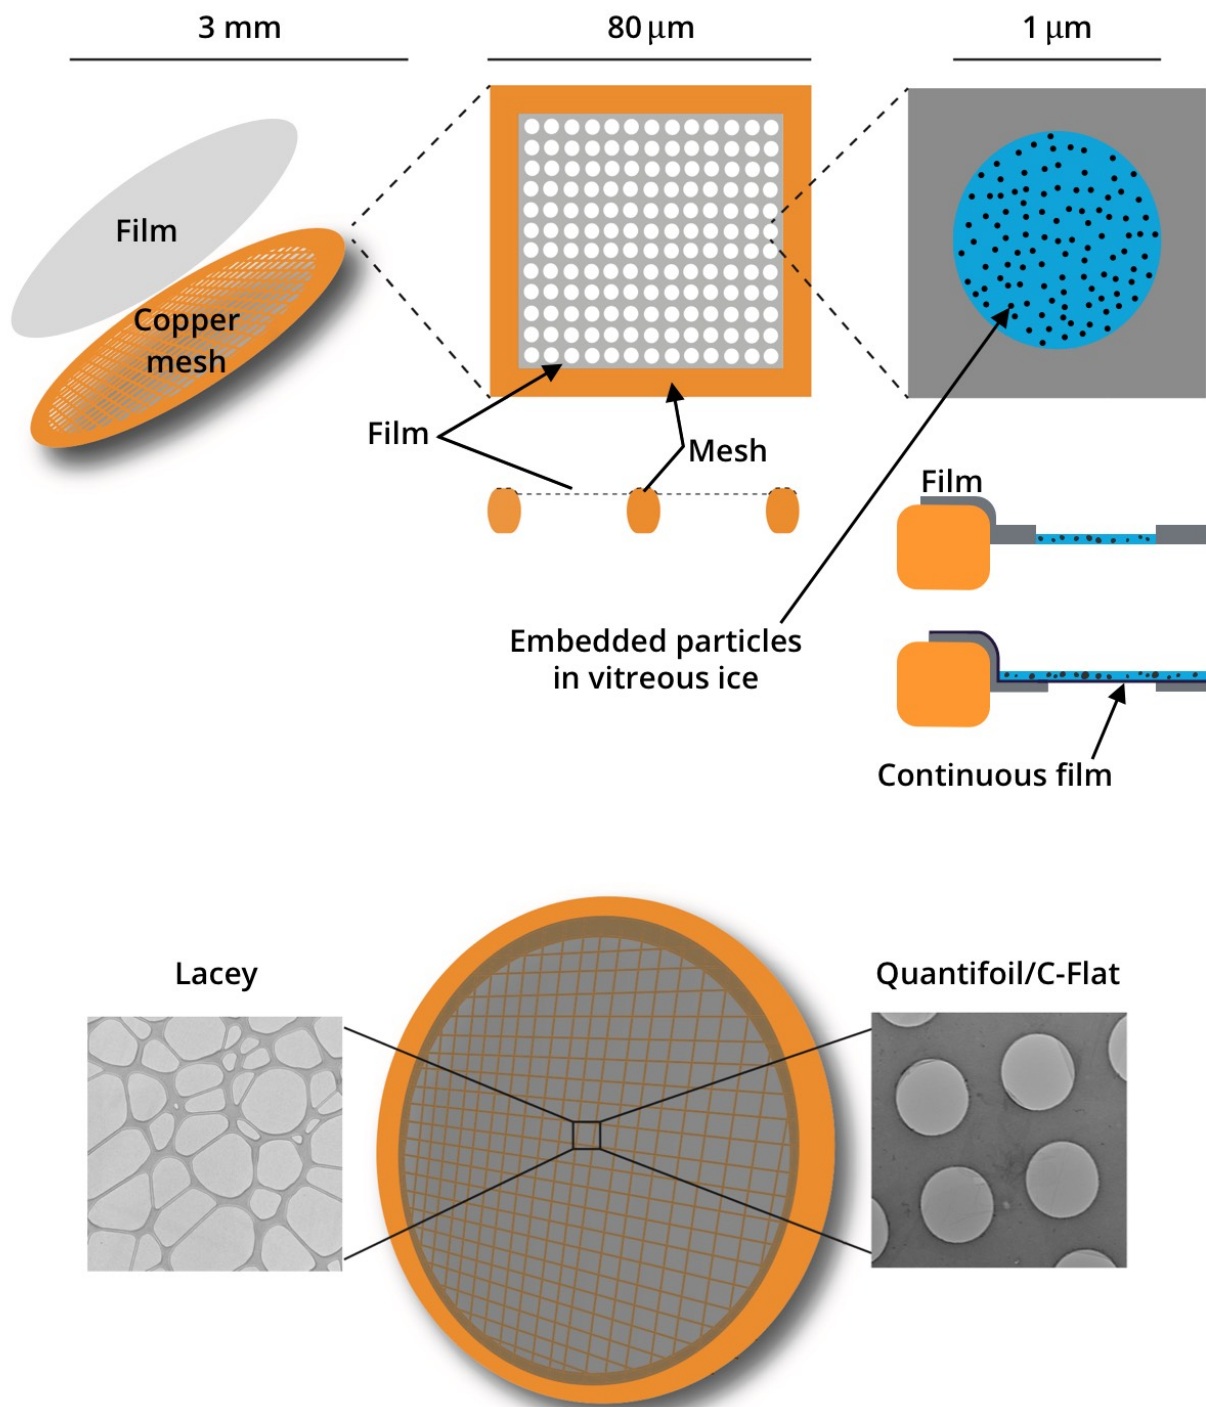 3 mm
80 μm
1 μm
Film
Copper
mesh
Film
Mesh
Film
Embedded particles
in vitreous ice
Continuous film
Lacey
Quantifoil/C-Flat